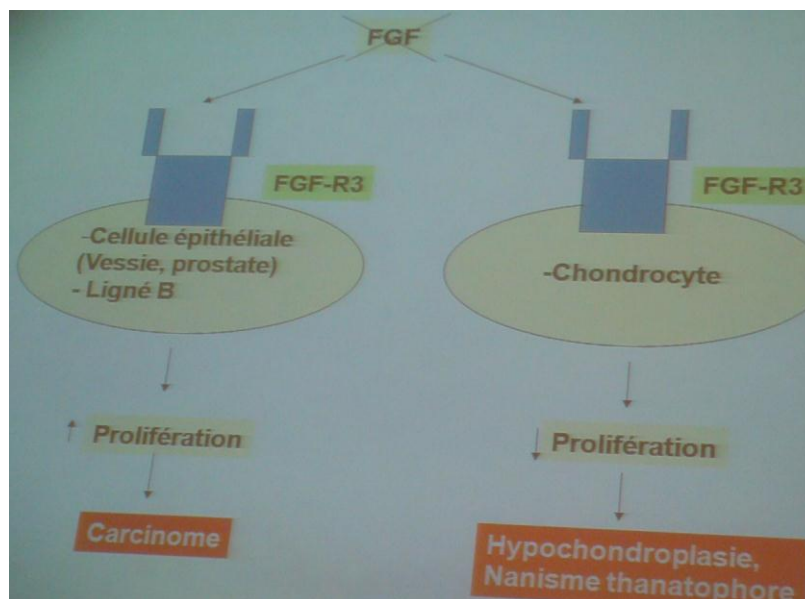 FGF
FGF-R3
FGF-R3
-Cellule épithéliale
(Vessie, prostate)
- Ligné B
-Chondrocyte
Prolifération
Prolifération
Carcinome
Hypochondroplasie,
Nanisme thanatophore